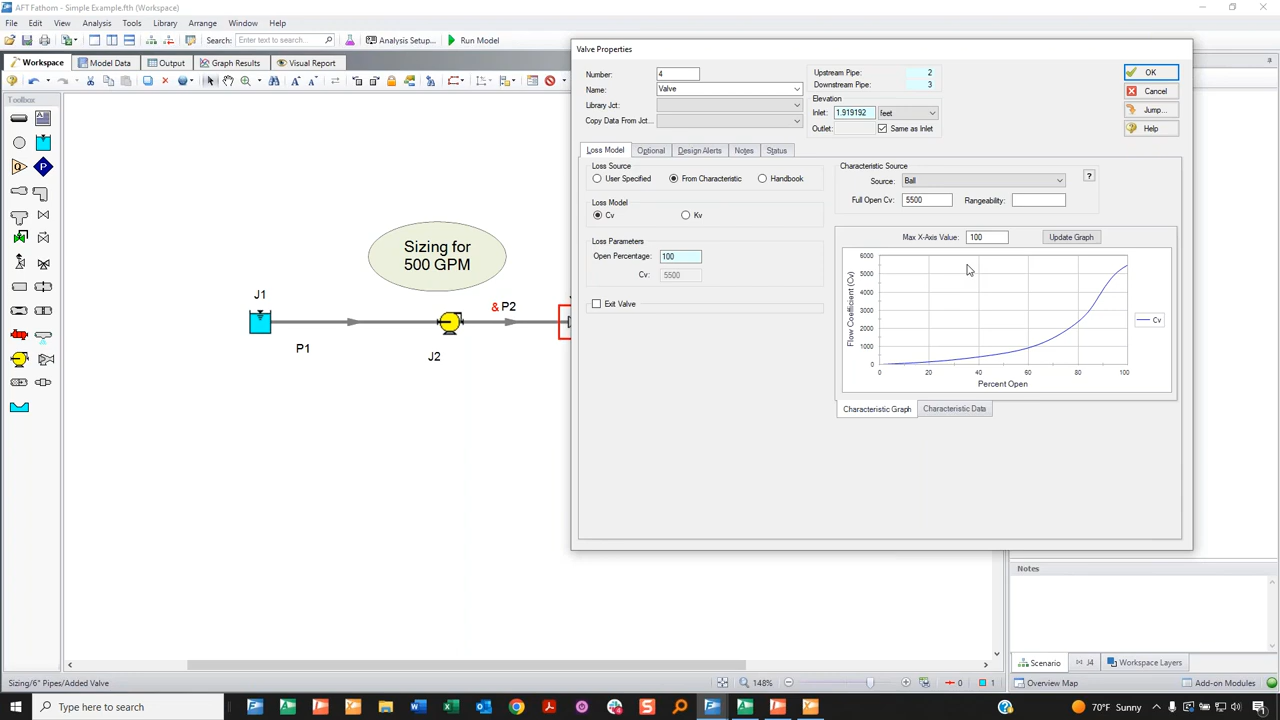 AFT Fathom - Simple Example.fth (Workspace)
File Edit View Analysis Tools Library Arrange Window Help
Search: Enter text to search.. Analysis Setup... Run Model
Workspace Model Data Output Graph Results Visual Report
Toolbox
Sizing for
500 GPM
J1
& P2
P1
J2
Valve Properties
Number: 4
Name: Valve
Library Jct:
Copy Data From Jct...
Upstream Pipe: 2
Downstream Pipe: 3
Elevation
Inlet: 1.919192 feet
Outlet: Same as Inlet
OK
Cancel
Jump...
Help
Loss Model Optional Design Alerts Notes Status
Loss Source
User Specified From Characteristic Handbook
Loss Model
Cv Kv
Loss Parameters
Open Percentage: 100
Cv: 5500
Exit Valve
Characteristic Source
Source: Ball ?
Full Open Cv: 5500 Rangeability:
Max X-Axis Value: 100 Update Graph
Flow Coefficient (Cv)
6000
5000
4000
3000
2000
1000
0
0 20 40 60 80 100
Percent Open
Cv
Characteristic Graph Characteristic Data
Notes
Scenario J4 Workspace Layers
Sizing/6" Pipes/Added Valve 148% 0 1 Overview Map Add-on Modules
Type here to search 70°F Sunny